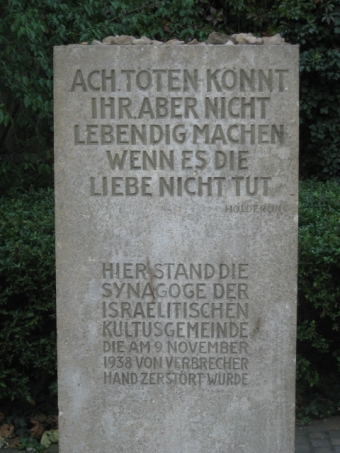 ACH. TÖTEN KÖNNT
IHR. ABER NICHT
LEBENDIG MACHEN
WENN ES DIE
LIEBE NICHT TUT
HÖLDERLIN
HIER STAND DIE
SYNAGOGE DER
ISRAELITISCHEN
KULTUSGEMEINDE
DIE AM 9. NOVEMBER
1938 VON VERBRECHER
HAND ZERSTÖRT WURDE